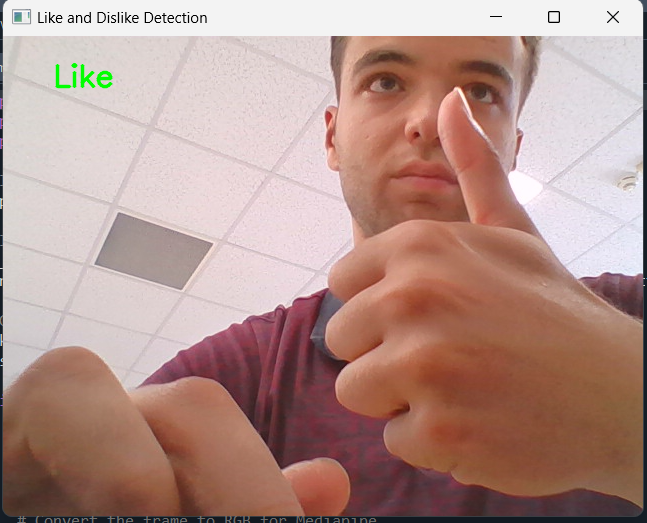 Like and Dislike Detection
Like
# Convert the frame to RGB for Mediapipe